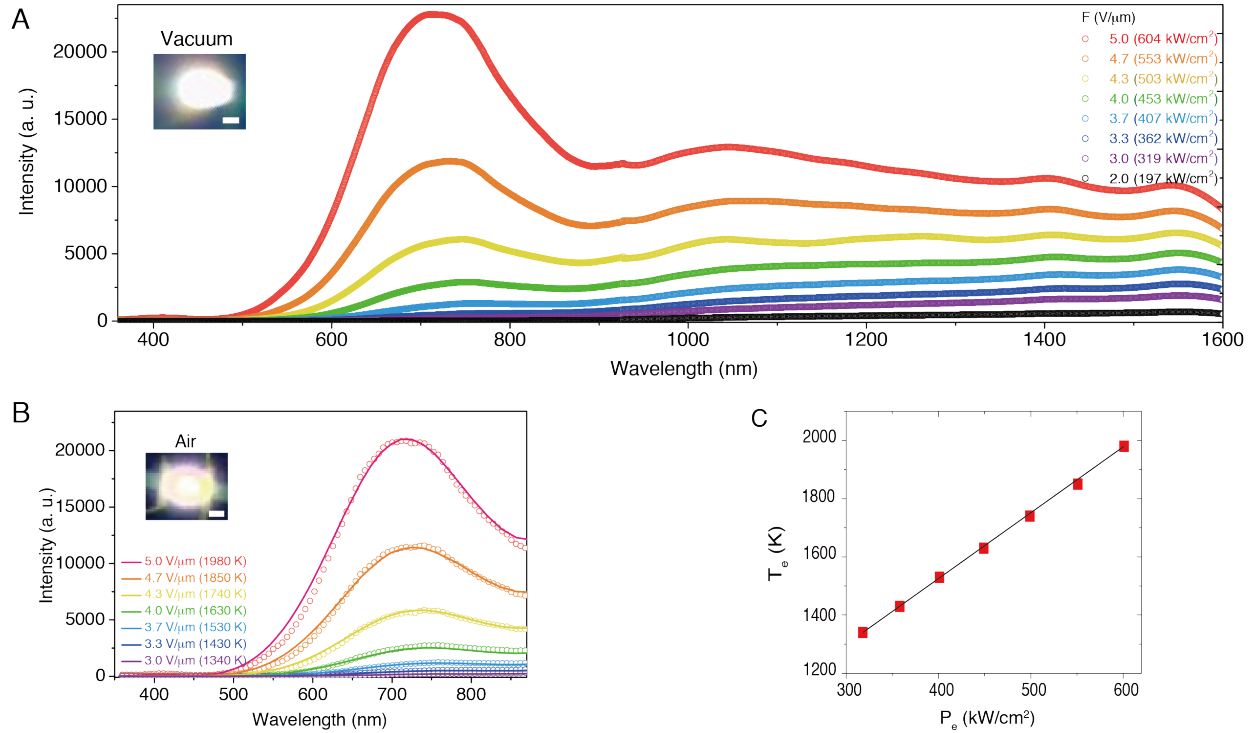 A
Vacuum
Intensity (a. u.)
20000
15000
10000
5000
0
400
600
800
1000
1200
1400
1600
Wavelength (nm)
F (V/μm)
5.0 (604 kW/cm²)
4.7 (553 kW/cm²)
4.3 (503 kW/cm²)
4.0 (453 kW/cm²)
3.7 (407 kW/cm²)
3.3 (362 kW/cm²)
3.0 (319 kW/cm²)
2.0 (197 kW/cm²)
B
Air
Intensity (a. u.)
20000
15000
10000
5000
0
5.0 V/μm (1980 K)
4.7 V/μm (1850 K)
4.3 V/μm (1740 K)
4.0 V/μm (1630 K)
3.7 V/μm (1530 K)
3.3 V/μm (1430 K)
3.0 V/μm (1340 K)
400
500
600
700
800
Wavelength (nm)
C
Tₑ (K)
2000
1800
1600
1400
1200
300
400
500
600
Pₑ (kW/cm²)